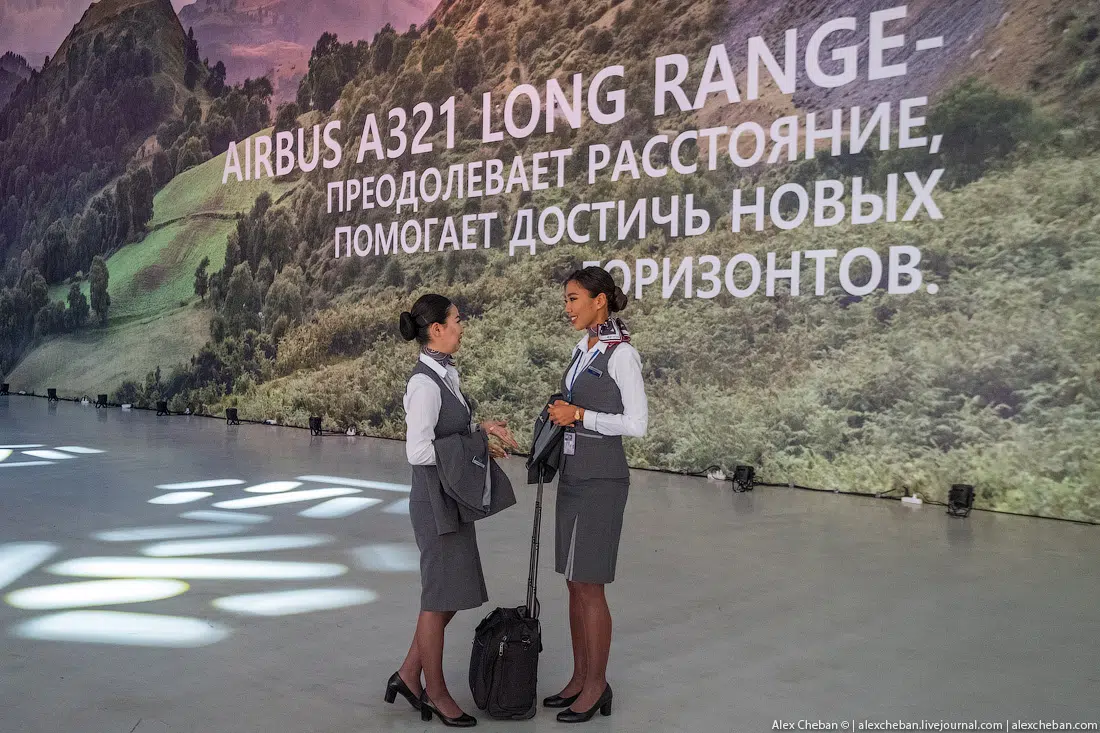 AIRBUS A321 LONG RANGE-
ПРЕОДОЛЕВАЕТ РАССТОЯНИЕ,
ПОМОГАЕТ ДОСТИЧЬ НОВЫХ
ГОРИЗОНТОВ.
Alex Cheban © | alexcheban.livejournal.com | alexcheban.com